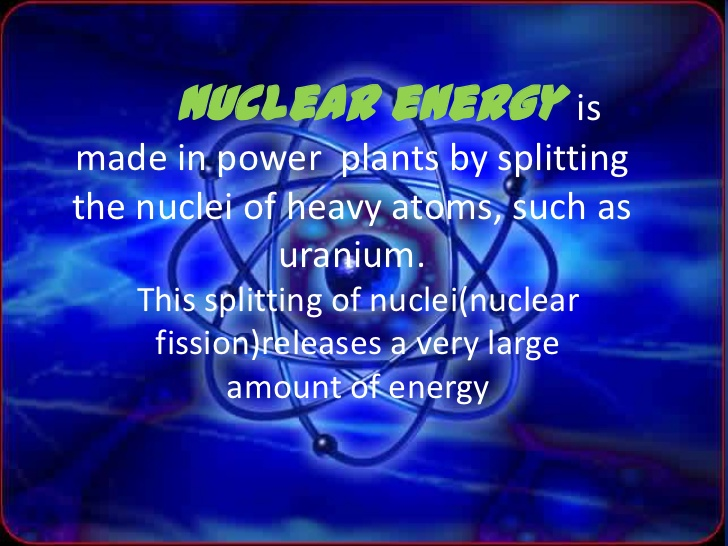 NUCLEAR ENERGY is
made in power plants by splitting
the nuclei of heavy atoms, such as
uranium.
This splitting of nuclei(nuclear
fission)releases a very large
amount of energy